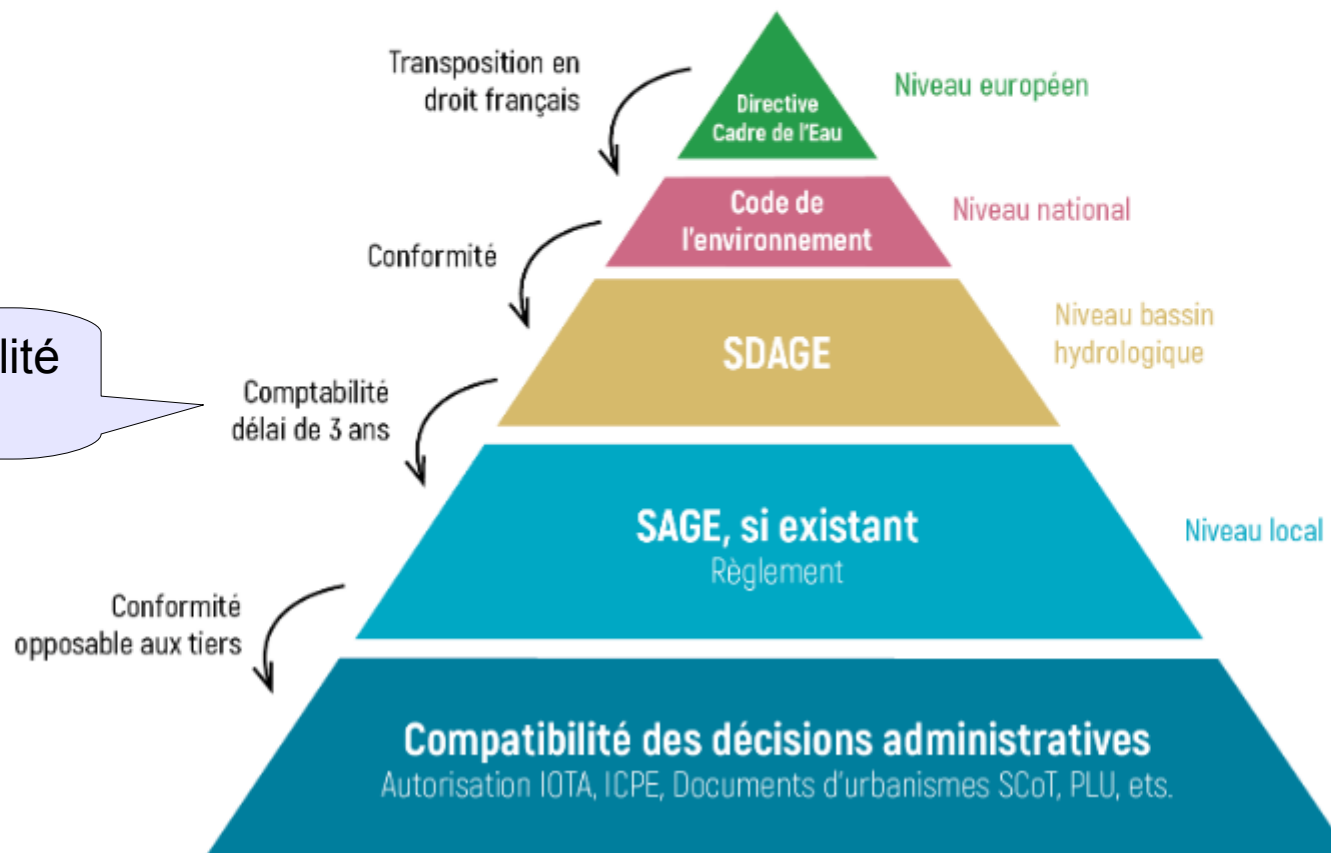 Transposition en
droit français
Directive
Cadre de l'Eau
Niveau européen
Code de
l'environnement
Niveau national
Conformité
SDAGE
Niveau bassin
hydrologique
lité
Comptabilité
délai de 3 ans
SAGE, si existant
Règlement
Niveau local
Conformité
opposable aux tiers
Compatibilité des décisions administratives
Autorisation IOTA, ICPE, Documents d'urbanismes SCoT, PLU, ets.